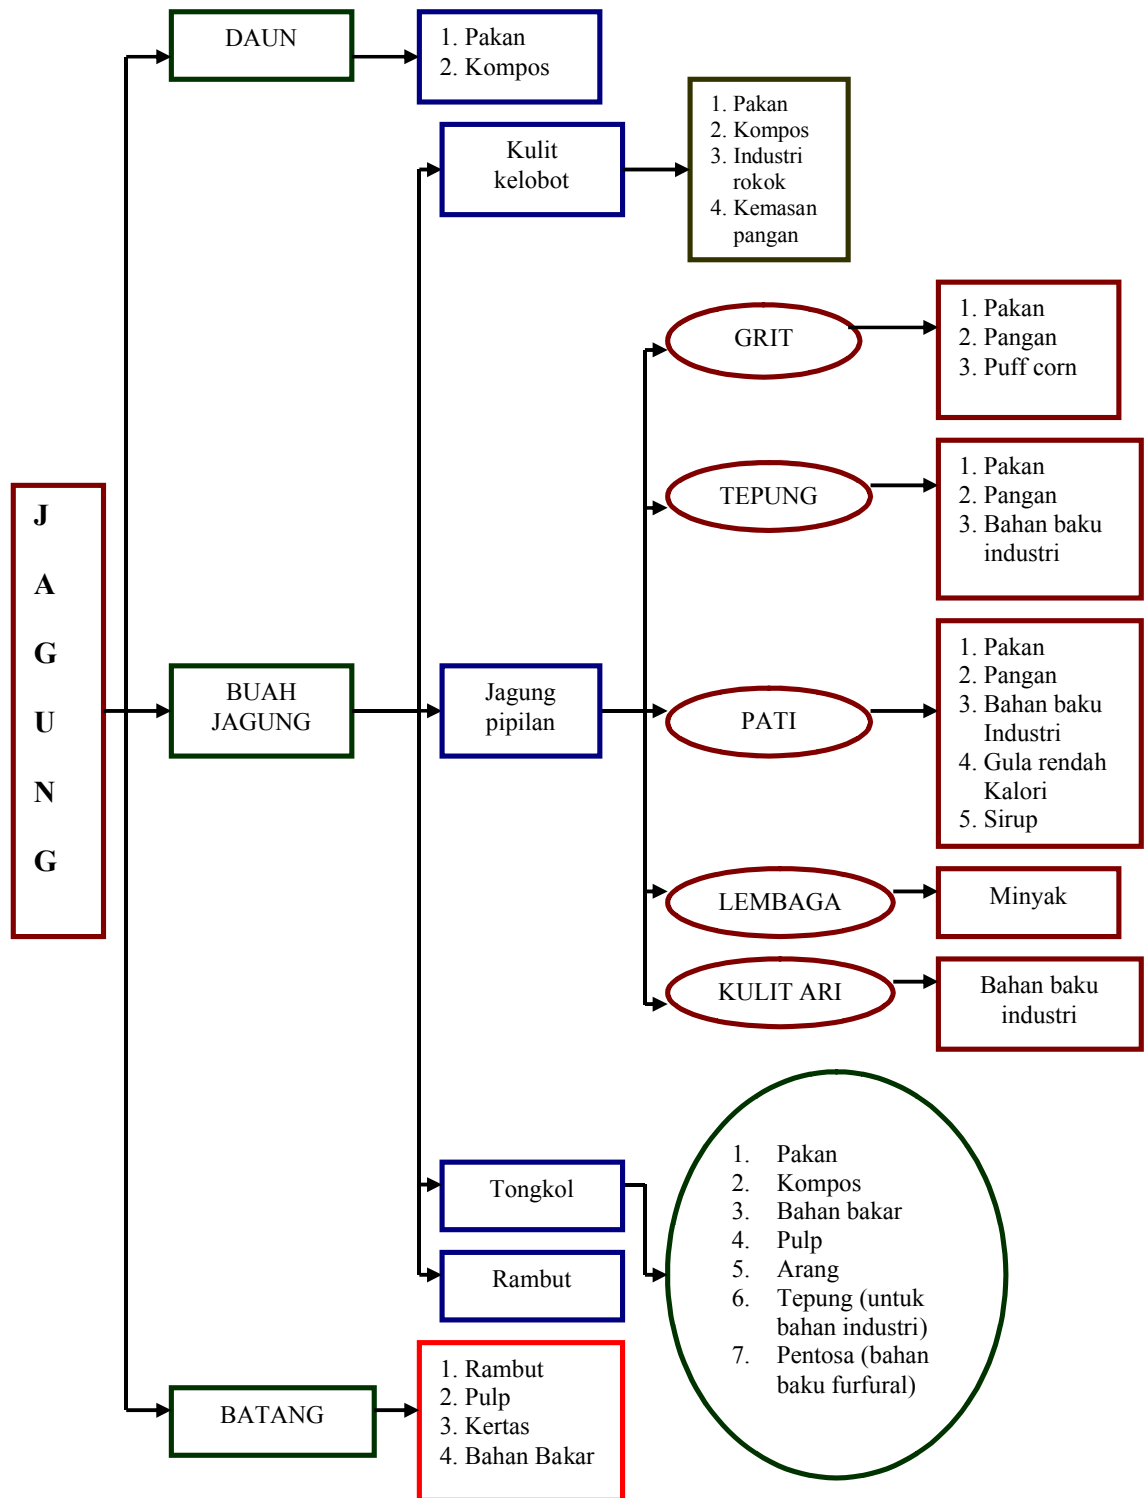 DAUN
1. Pakan
2. Kompos
Kulit
kelobot
1. Pakan
2. Kompos
3. Industri
rokok
4. Kemasan
pangan
GRIT
1. Pakan
2. Pangan
3. Puff corn
TEPUNG
1. Pakan
2. Pangan
3. Bahan baku
industri
J
A
G
U
N
G
BUAH
JAGUNG
Jagung
pipilan
PATI
1. Pakan
2. Pangan
3. Bahan baku
Industri
4. Gula rendah
Kalori
5. Sirup
LEMBAGA
Minyak
KULIT ARI
Bahan baku
industri
Tongkol
Rambut
1. Pakan
2. Kompos
3. Bahan bakar
4. Pulp
5. Arang
6. Tepung (untuk
bahan industri)
7. Pentosa (bahan
baku furfural)
BATANG
1. Rambut
2. Pulp
3. Kertas
4. Bahan Bakar